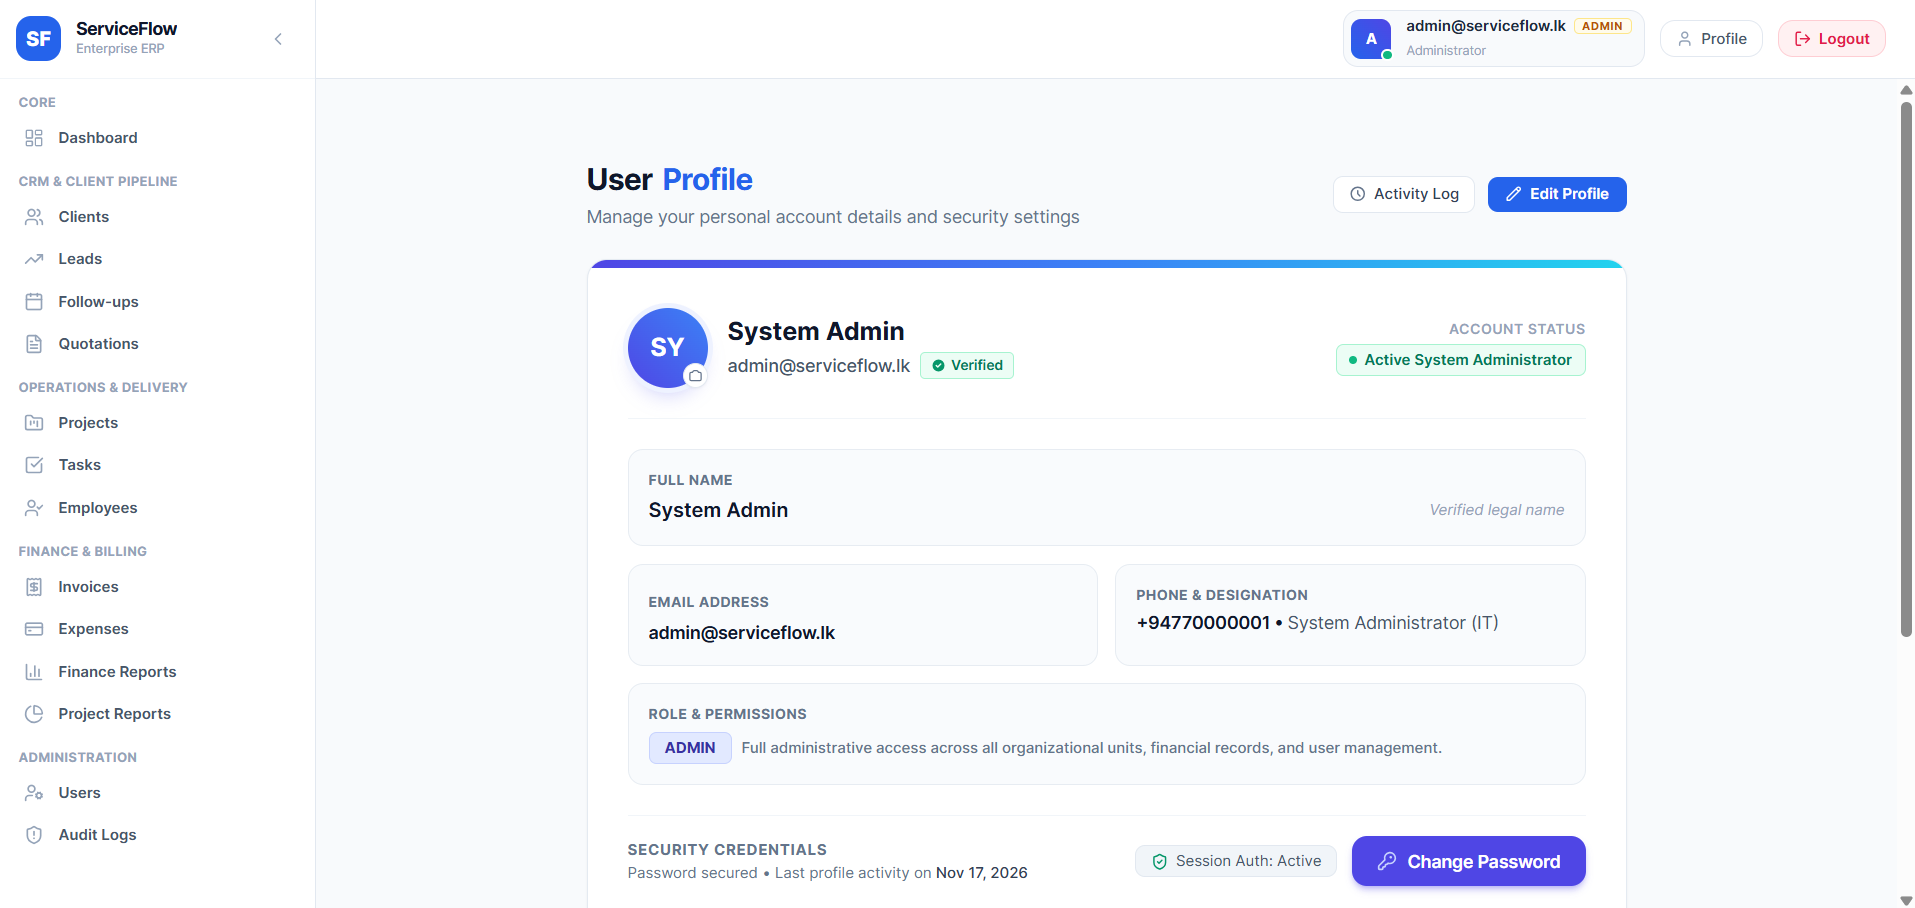 SF
ServiceFlow
Enterprise ERP
A
admin@serviceflow.lk ADMIN
Administrator
Profile
Logout
CORE
Dashboard
CRM & CLIENT PIPELINE
Clients
Leads
Follow-ups
Quotations
OPERATIONS & DELIVERY
Projects
Tasks
Employees
FINANCE & BILLING
Invoices
Expenses
Finance Reports
Project Reports
ADMINISTRATION
Users
Audit Logs
User Profile
Manage your personal account details and security settings
Activity Log
Edit Profile
SY
System Admin
admin@serviceflow.lk Verified
ACCOUNT STATUS
Active System Administrator
FULL NAME
System Admin
Verified legal name
EMAIL ADDRESS
admin@serviceflow.lk
PHONE & DESIGNATION
+94770000001 • System Administrator (IT)
ROLE & PERMISSIONS
ADMIN Full administrative access across all organizational units, financial records, and user management.
SECURITY CREDENTIALS
Password secured • Last profile activity on Nov 17, 2026
Session Auth: Active
Change Password